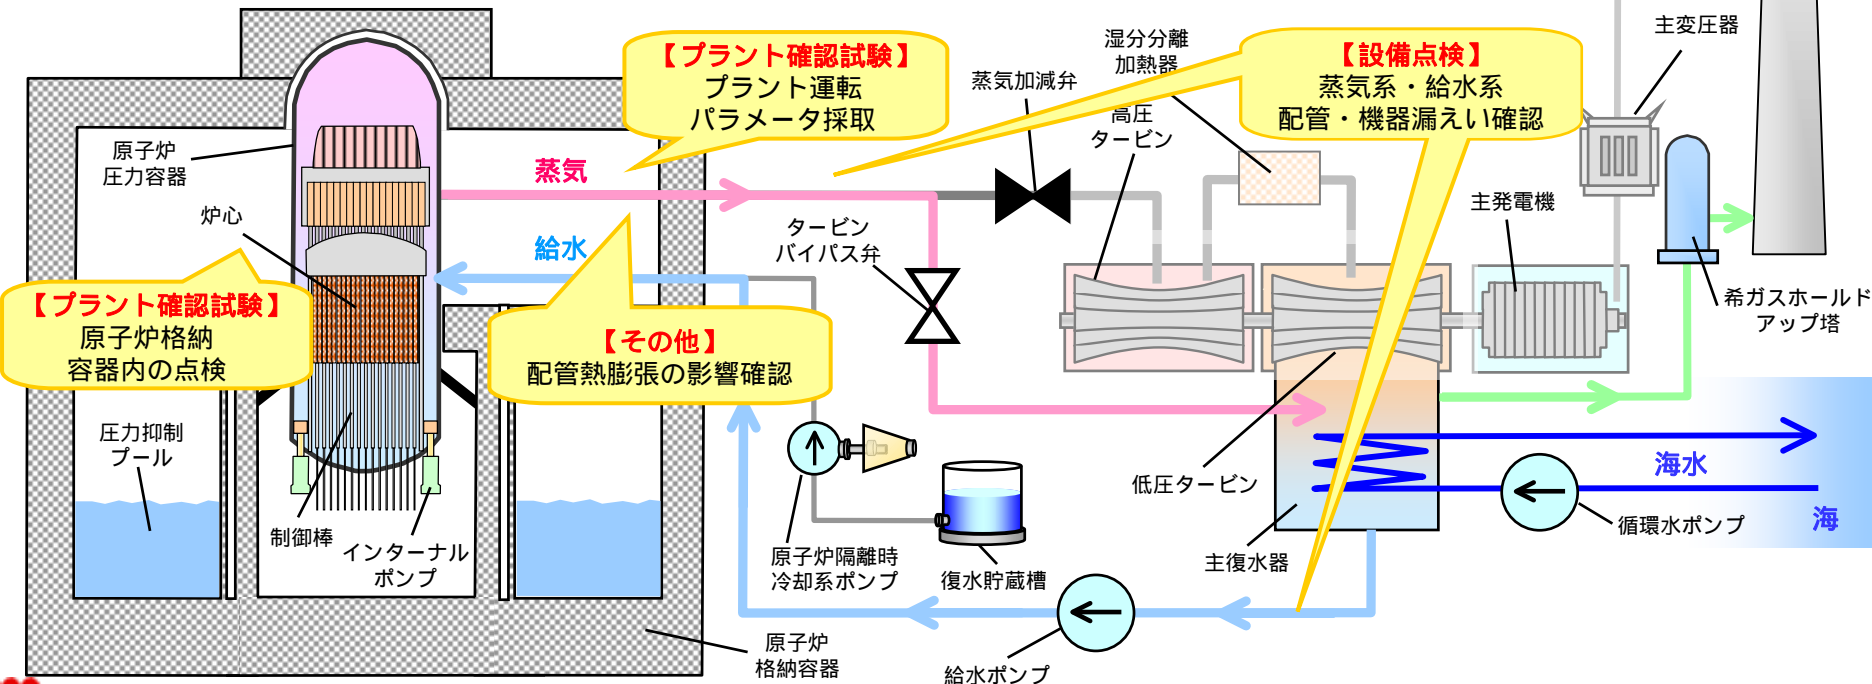 主変圧器
湿分分離
加熱器
【プラント確認試験】
プラント運転
パラメータ採取
【設備点検】
蒸気系・給水系
配管・機器漏えい確認
蒸気加減弁
高圧
タービン
原子炉
圧力容器
蒸気
炉心
主発電機
タービン
バイパス弁
給水
【プラント確認試験】
原子炉格納
容器内の点検
希ガスホールド
アップ塔
【その他】
配管熱膨張の影響確認
圧力抑制
プール
海水
低圧タービン
海
循環水ポンプ
制御棒
インターナル
ポンプ
原子炉隔離時
冷却系ポンプ
復水貯蔵槽
主復水器
原子炉
格納容器
給水ポンプ